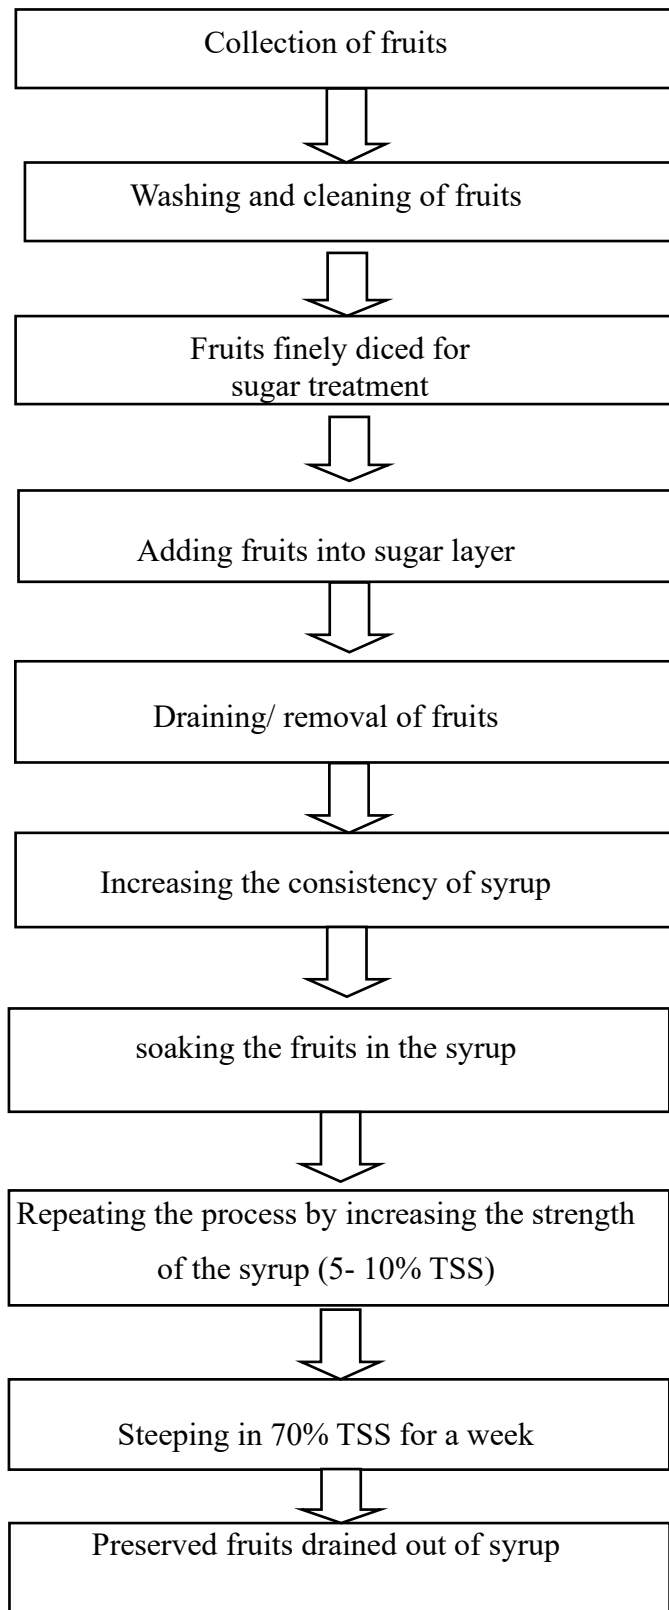 Collection of fruits
Washing and cleaning of fruits
Fruits finely diced for
sugar treatment
Adding fruits into sugar layer
Draining/ removal of fruits
Increasing the consistency of syrup
soaking the fruits in the syrup
Repeating the process by increasing the strength
of the syrup (5- 10% TSS)
Steeping in 70% TSS for a week
Preserved fruits drained out of syrup